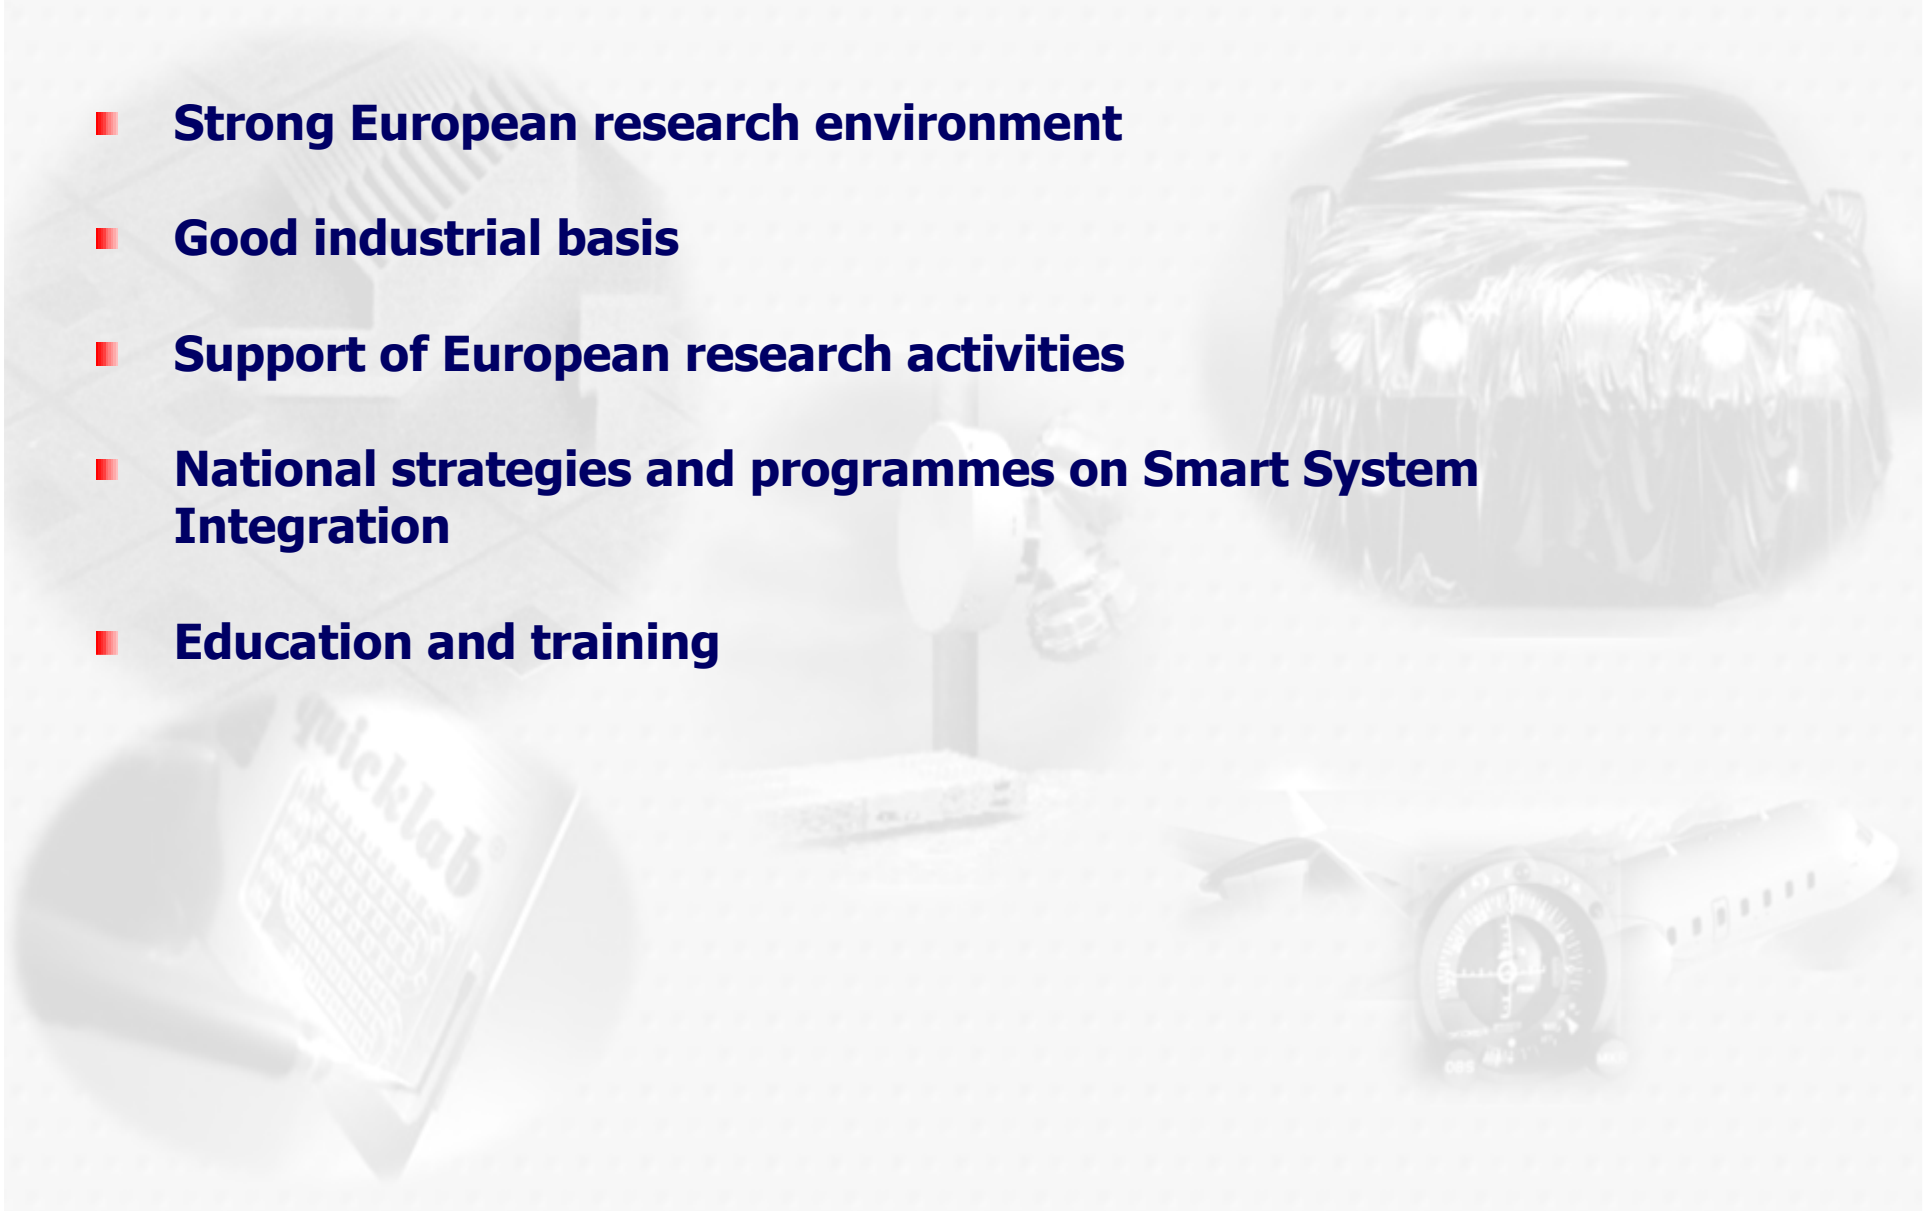 Strong European research environment
Good industrial basis
Support of European research activities
National strategies and programmes on Smart System
Integration
Education and training
quicklab®
OBS